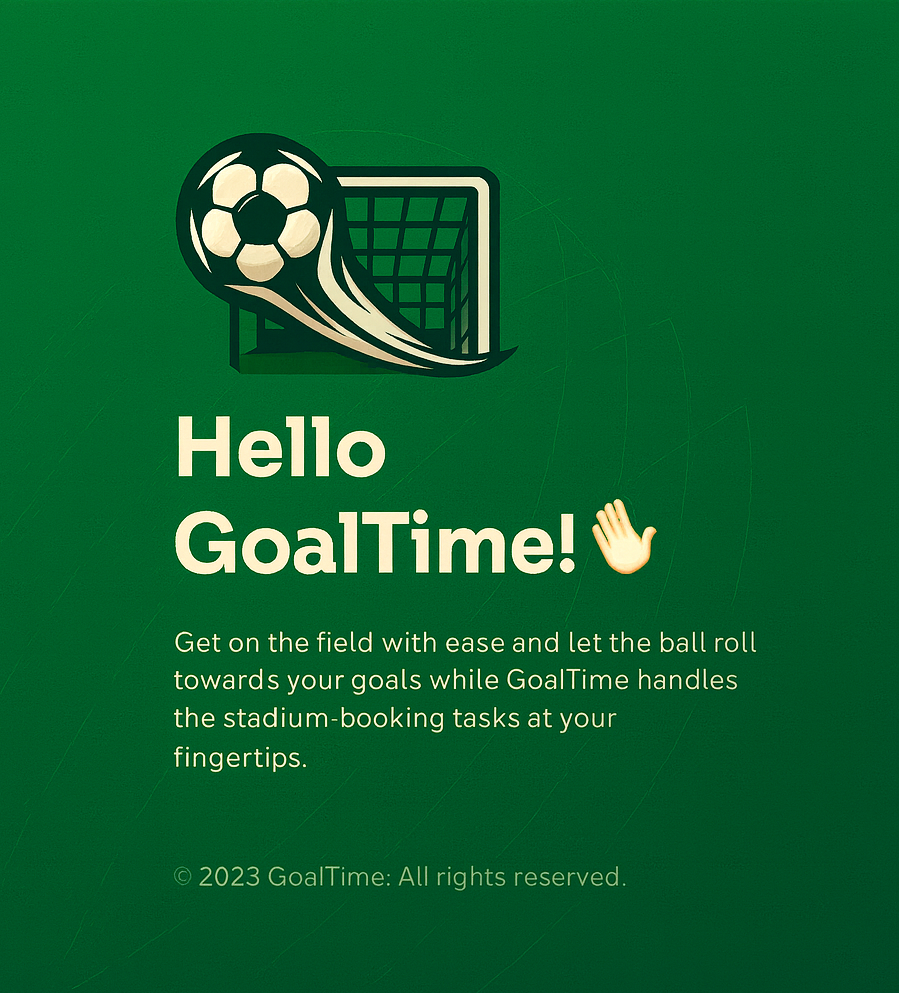 Hello
GoalTime! 👋
Get on the field with ease and let the ball roll
towards your goals while GoalTime handles
the stadium-booking tasks at your
fingertips.
© 2023 GoalTime: All rights reserved.